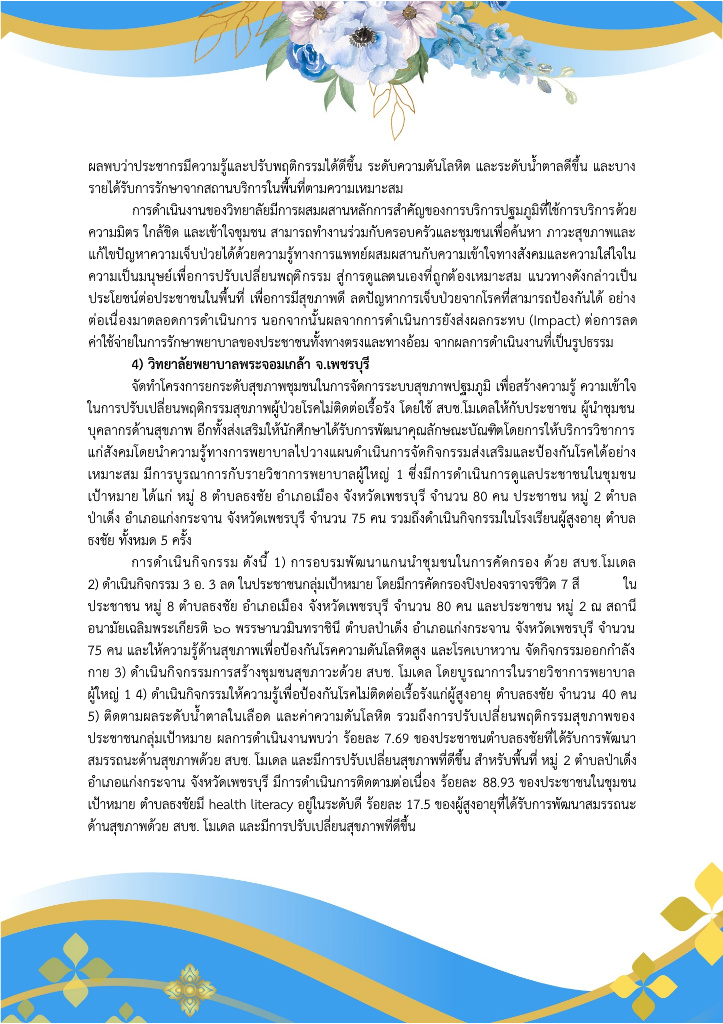 ผลพบว่าประชากรมีความรู้และปรับพฤติกรรมได้ดีขึ้น ระดับความดันโลหิต และระดับน้ำตาลดีขึ้น และบาง
รายได้รับการรักษาจากสถานบริการในพื้นที่ตามความเหมาะสม
การดำเนินงานของวิทยาลัยมีการผสมผสานหลักการสำคัญของการบริการปฐมภูมิที่ใช้การบริการด้วย
ความมิตร ใกล้ชิด และเข้าใจชุมชน สามารถทำงานร่วมกับครอบครัวและชุมชนเพื่อค้นหา ภาวะสุขภาพและ
แก้ไขปัญหาความเจ็บป่วยได้ด้วยความรู้ทางการแพทย์ผสมผสานกับความเข้าใจทางสังคมและความใส่ใจใน
ความเป็นมนุษย์เพื่อการปรับเปลี่ยนพฤติกรรม สู่การดูแลตนเองที่ถูกต้องเหมาะสม แนวทางดังกล่าวเป็น
ประโยชน์ต่อประชาชนในพื้นที่ เพื่อการมีสุขภาพดี ลดปัญหาการเจ็บป่วยจากโรคที่สามารถป้องกันได้ อย่าง
ต่อเนื่องมาตลอดการดำเนินการ นอกจากนั้นผลจากการดำเนินการยังส่งผลกระทบ (Impact) ต่อการลด
ค่าใช้จ่ายในการรักษาพยาบาลของประชาชนทั้งทางตรงและทางอ้อม จากผลการดำเนินงานที่เป็นรูปธรรม
4) วิทยาลัยพยาบาลพระจอมเกล้า จ.เพชรบุรี
จัดทำโครงการยกระดับสุขภาพชุมชนในการจัดการระบบสุขภาพปฐมภูมิ เพื่อสร้างความรู้ ความเข้าใจ
ในการปรับเปลี่ยนพฤติกรรมสุขภาพผู้ป่วยโรคไม่ติดต่อเรื้อรัง โดยใช้ สบช.โมเดลให้กับประชาชน ผู้นำชุมชน
บุคลากรด้านสุขภาพ อีกทั้งส่งเสริมให้นักศึกษาได้รับการพัฒนาคุณลักษณะบัณฑิตโดยการให้บริการวิชาการ
แก่สังคมโดยนำความรู้ทางการพยาบาลไปวางแผนดำเนินการจัดกิจกรรมส่งเสริมและป้องกันโรคได้อย่าง
เหมาะสม มีการบูรณาการกับรายวิชาการพยาบาลผู้ใหญ่ 1 ซึ่งมีการดำเนินการดูแลประชาชนในชุมชน
เป้าหมาย ได้แก่ หมู่ 8 ตำบลธงชัย อำเภอเมือง จังหวัดเพชรบุรี จำนวน 80 คน ประชาชน หมู่ 2 ตำบล
ป่าเด็ง อำเภอแก่งกระจาน จังหวัดเพชรบุรี จำนวน 75 คน รวมถึงดำเนินกิจกรรมในโรงเรียนผู้สูงอายุ ตำบล
ธงชัย ทั้งหมด 5 ครั้ง
การดำเนินกิจกรรม ดังนี้ 1) การอบรมพัฒนาแกนนำชุมชนในการคัดกรอง ด้วย สบช.โมเดล
2) ดำเนินกิจกรรม 3 อ. 3 ลด ในประชาชนกลุ่มเป้าหมาย โดยมีการคัดกรองปิงปองจราจรชีวิต 7 สี ใน
ประชาชน หมู่ 8 ตำบลธงชัย อำเภอเมือง จังหวัดเพชรบุรี จำนวน 80 คน และประชาชน หมู่ 2 ณ สถานี
อนามัยเฉลิมพระเกียรติ ๖๐ พรรษานวมินทราชินี ตำบลป่าเด็ง อำเภอแก่งกระจาน จังหวัดเพชรบุรี จำนวน
75 คน และให้ความรู้ด้านสุขภาพเพื่อป้องกันโรคความดันโลหิตสูง และโรคเบาหวาน จัดกิจกรรมออกกำลัง
กาย 3) ดำเนินกิจกรรมการสร้างชุมชนสุขภาวะด้วย สบช. โมเดล โดยบูรณาการในรายวิชาการพยาบาล
ผู้ใหญ่ 1 4) ดำเนินกิจกรรมให้ความรู้เพื่อป้องกันโรคไม่ติดต่อเรื้อรังแก่ผู้สูงอายุ ตำบลธงชัย จำนวน 40 คน
5) ติดตามผลระดับน้ำตาลในเลือด และค่าความดันโลหิต รวมถึงการปรับเปลี่ยนพฤติกรรมสุขภาพของ
ประชาชนกลุ่มเป้าหมาย ผลการดำเนินงานพบว่า ร้อยละ 7.69 ของประชาชนตำบลธงชัยที่ได้รับการพัฒนา
สมรรถนะด้านสุขภาพด้วย สบช. โมเดล และมีการปรับเปลี่ยนสุขภาพที่ดีขึ้น สำหรับพื้นที่ หมู่ 2 ตำบลป่าเด็ง
อำเภอแก่งกระจาน จังหวัดเพชรบุรี มีการดำเนินการติดตามต่อเนื่อง ร้อยละ 88.93 ของประชาชนในชุมชน
เป้าหมาย ตำบลธงชัยมี health literacy อยู่ในระดับดี ร้อยละ 17.5 ของผู้สูงอายุที่ได้รับการพัฒนาสมรรถนะ
ด้านสุขภาพด้วย สบช. โมเดล และมีการปรับเปลี่ยนสุขภาพที่ดีขึ้น